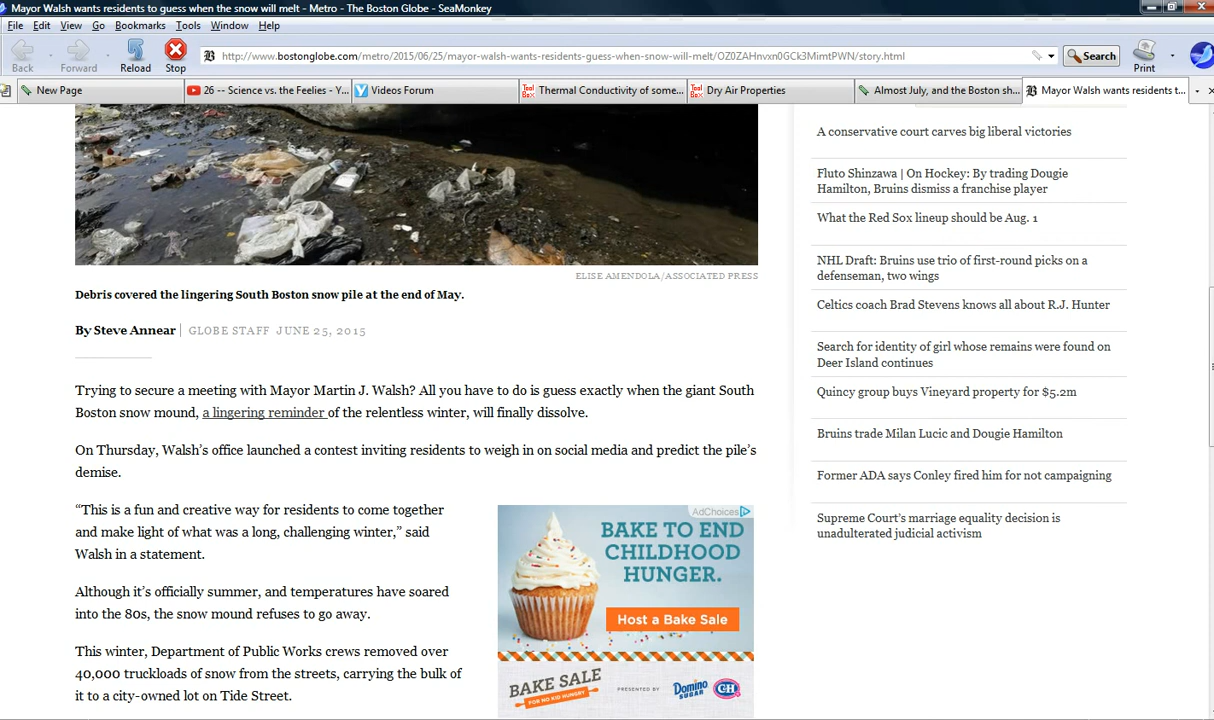 Mayor Walsh wants residents to guess when the snow will melt - Metro - The Boston Globe - SeaMonkey
File Edit View Go Bookmarks Tools Window Help
Back Forward Reload Stop
http://www.bostonglobe.com/metro/2015/06/25/mayor-walsh-wants-residents-guess-when-snow-will-melt/OZ0ZAHnvxn0GCk3MimtPWN/story.html
Search
Print
New Page
26 -- Science vs. the Feelies - Y...
Videos Forum
Thermal Conductivity of some...
Dry Air Properties
Almost July, and the Boston sh...
Mayor Walsh wants residents t...
ELISE AMENDOLA/ASSOCIATED PRESS
Debris covered the lingering South Boston snow pile at the end of May.
By Steve Annear | GLOBE STAFF JUNE 25, 2015
Trying to secure a meeting with Mayor Martin J. Walsh? All you have to do is guess exactly when the giant South
Boston snow mound, a lingering reminder of the relentless winter, will finally dissolve.
On Thursday, Walsh's office launched a contest inviting residents to weigh in on social media and predict the pile's
demise.
“This is a fun and creative way for residents to come together
and make light of what was a long, challenging winter,” said
Walsh in a statement.
Although it's officially summer, and temperatures have soared
into the 80s, the snow mound refuses to go away.
This winter, Department of Public Works crews removed over
40,000 truckloads of snow from the streets, carrying the bulk of
it to a city-owned lot on Tide Street.
AdChoices
BAKE TO END
CHILDHOOD
HUNGER.
Host a Bake Sale
BAKE SALE
FOR NO KID HUNGRY
PRESENTED BY
Domino
SUGAR
C&H
A conservative court carves big liberal victories
Fluto Shinzawa | On Hockey: By trading Dougie
Hamilton, Bruins dismiss a franchise player
What the Red Sox lineup should be Aug. 1
NHL Draft: Bruins use trio of first-round picks on a
defenseman, two wings
Celtics coach Brad Stevens knows all about R.J. Hunter
Search for identity of girl whose remains were found on
Deer Island continues
Quincy group buys Vineyard property for $5.2m
Bruins trade Milan Lucic and Dougie Hamilton
Former ADA says Conley fired him for not campaigning
Supreme Court's marriage equality decision is
unadulterated judicial activism